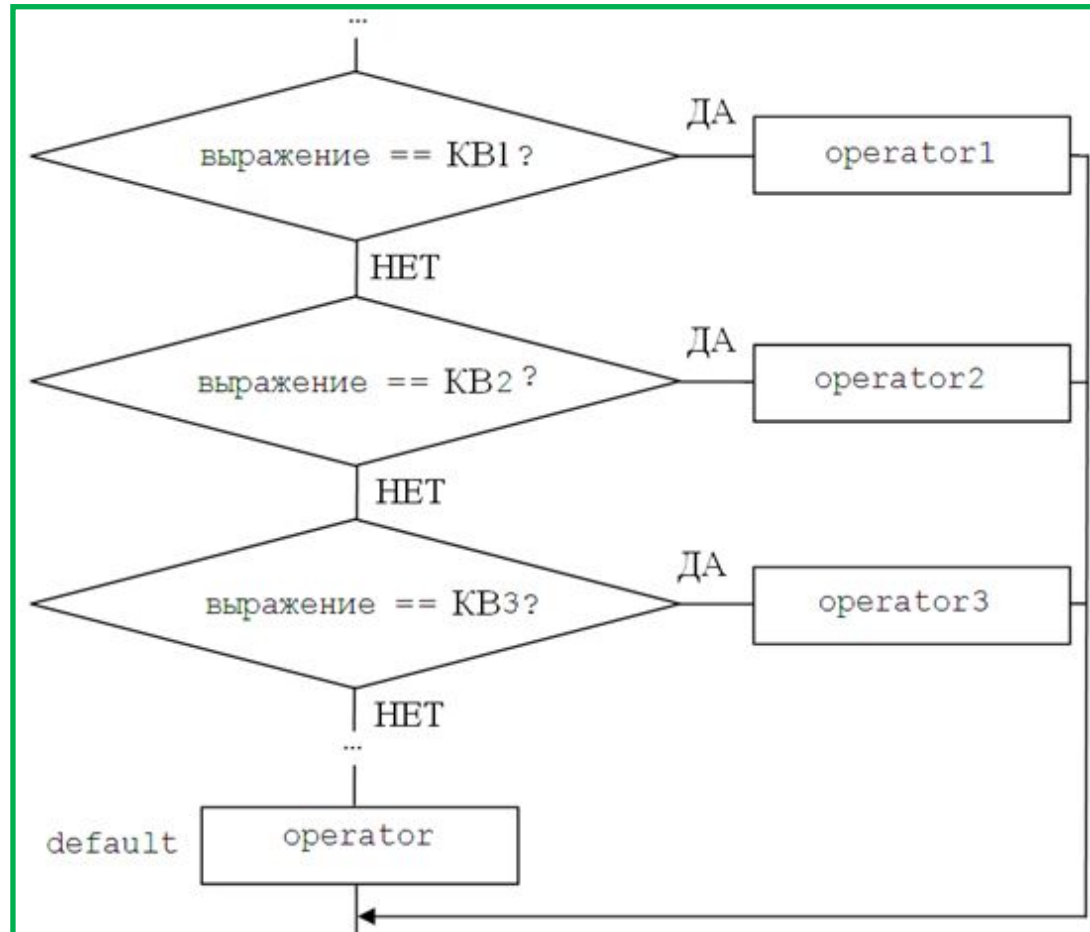 ...
ДА
выражение == КВ1?
operator1
НЕТ
ДА
выражение == КВ2?
operator2
НЕТ
ДА
выражение == КВ3?
operator3
НЕТ
...
default
operator